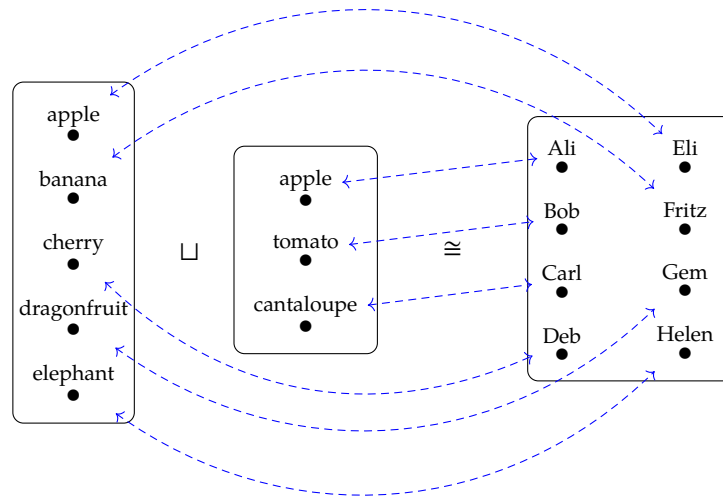 apple
banana
cherry
dragonfruit
elephant
⊔
apple
tomato
cantaloupe
≅
Ali Eli
Bob Fritz
Carl Gem
Deb Helen